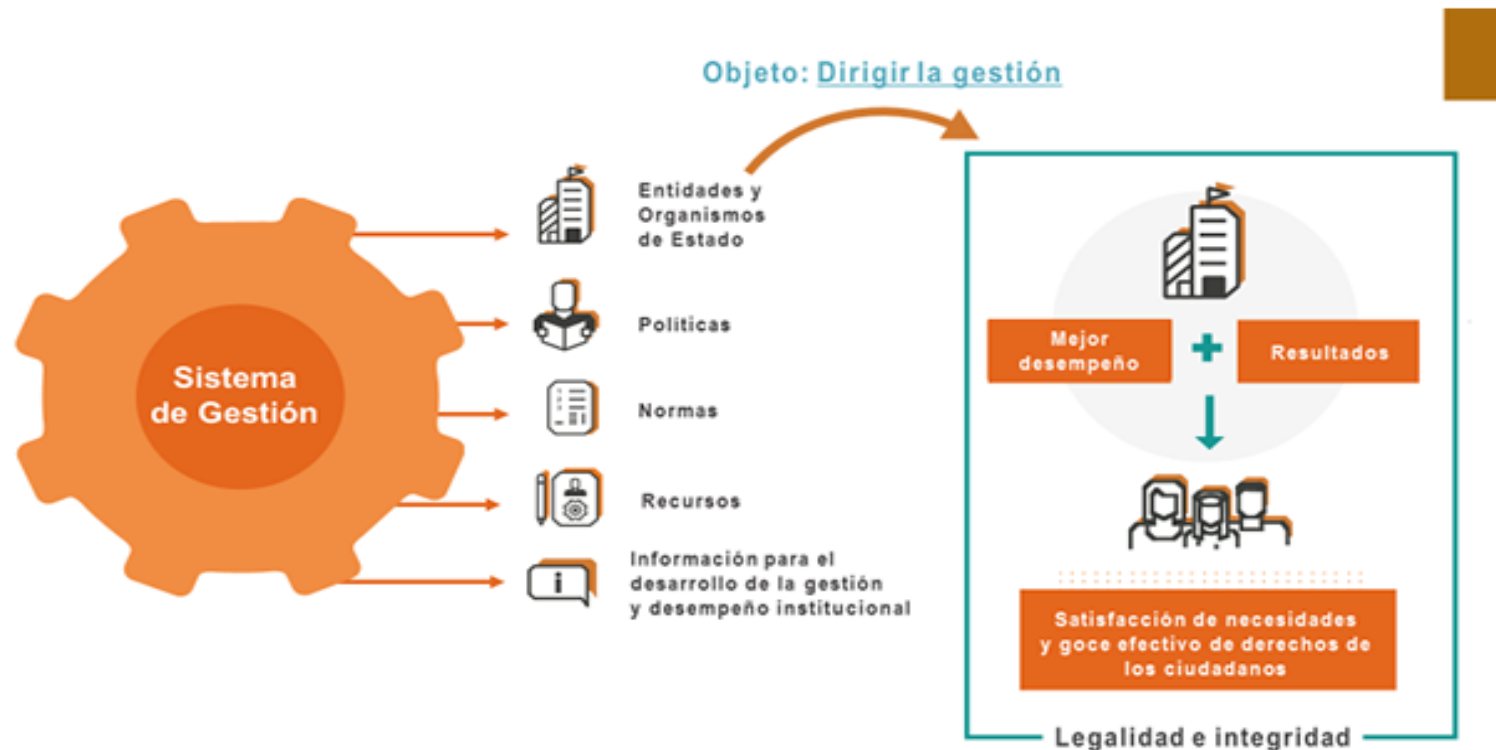 Objeto: Dirigir la gestión
Sistema
de Gestión
Entidades y
Organismos
de Estado
Políticas
Normas
Recursos
Información para el
desarrollo de la gestión
y desempeño institucional
Mejor
desempeño
Resultados
Satisfacción de necesidades
y goce efectivo de derechos de
los ciudadanos
Legalidad e integridad